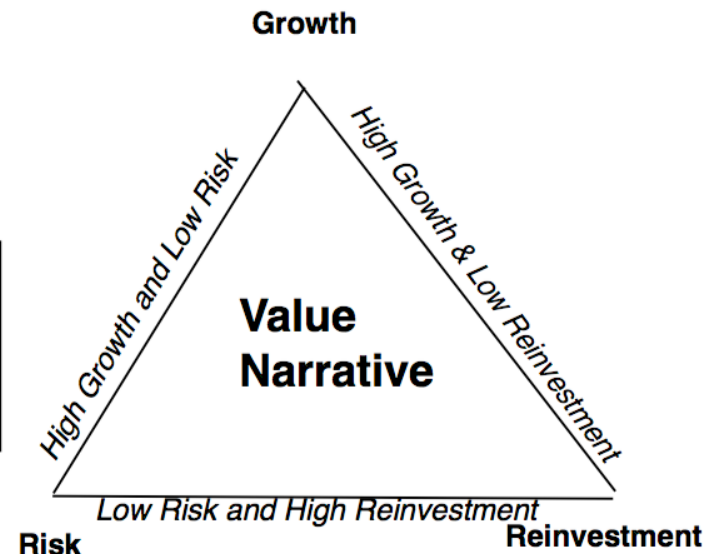 Growth
High Growth and Low Risk
High Growth & Low Reinvestment
Value
Narrative
Low Risk and High Reinvestment
Risk
Reinvestment